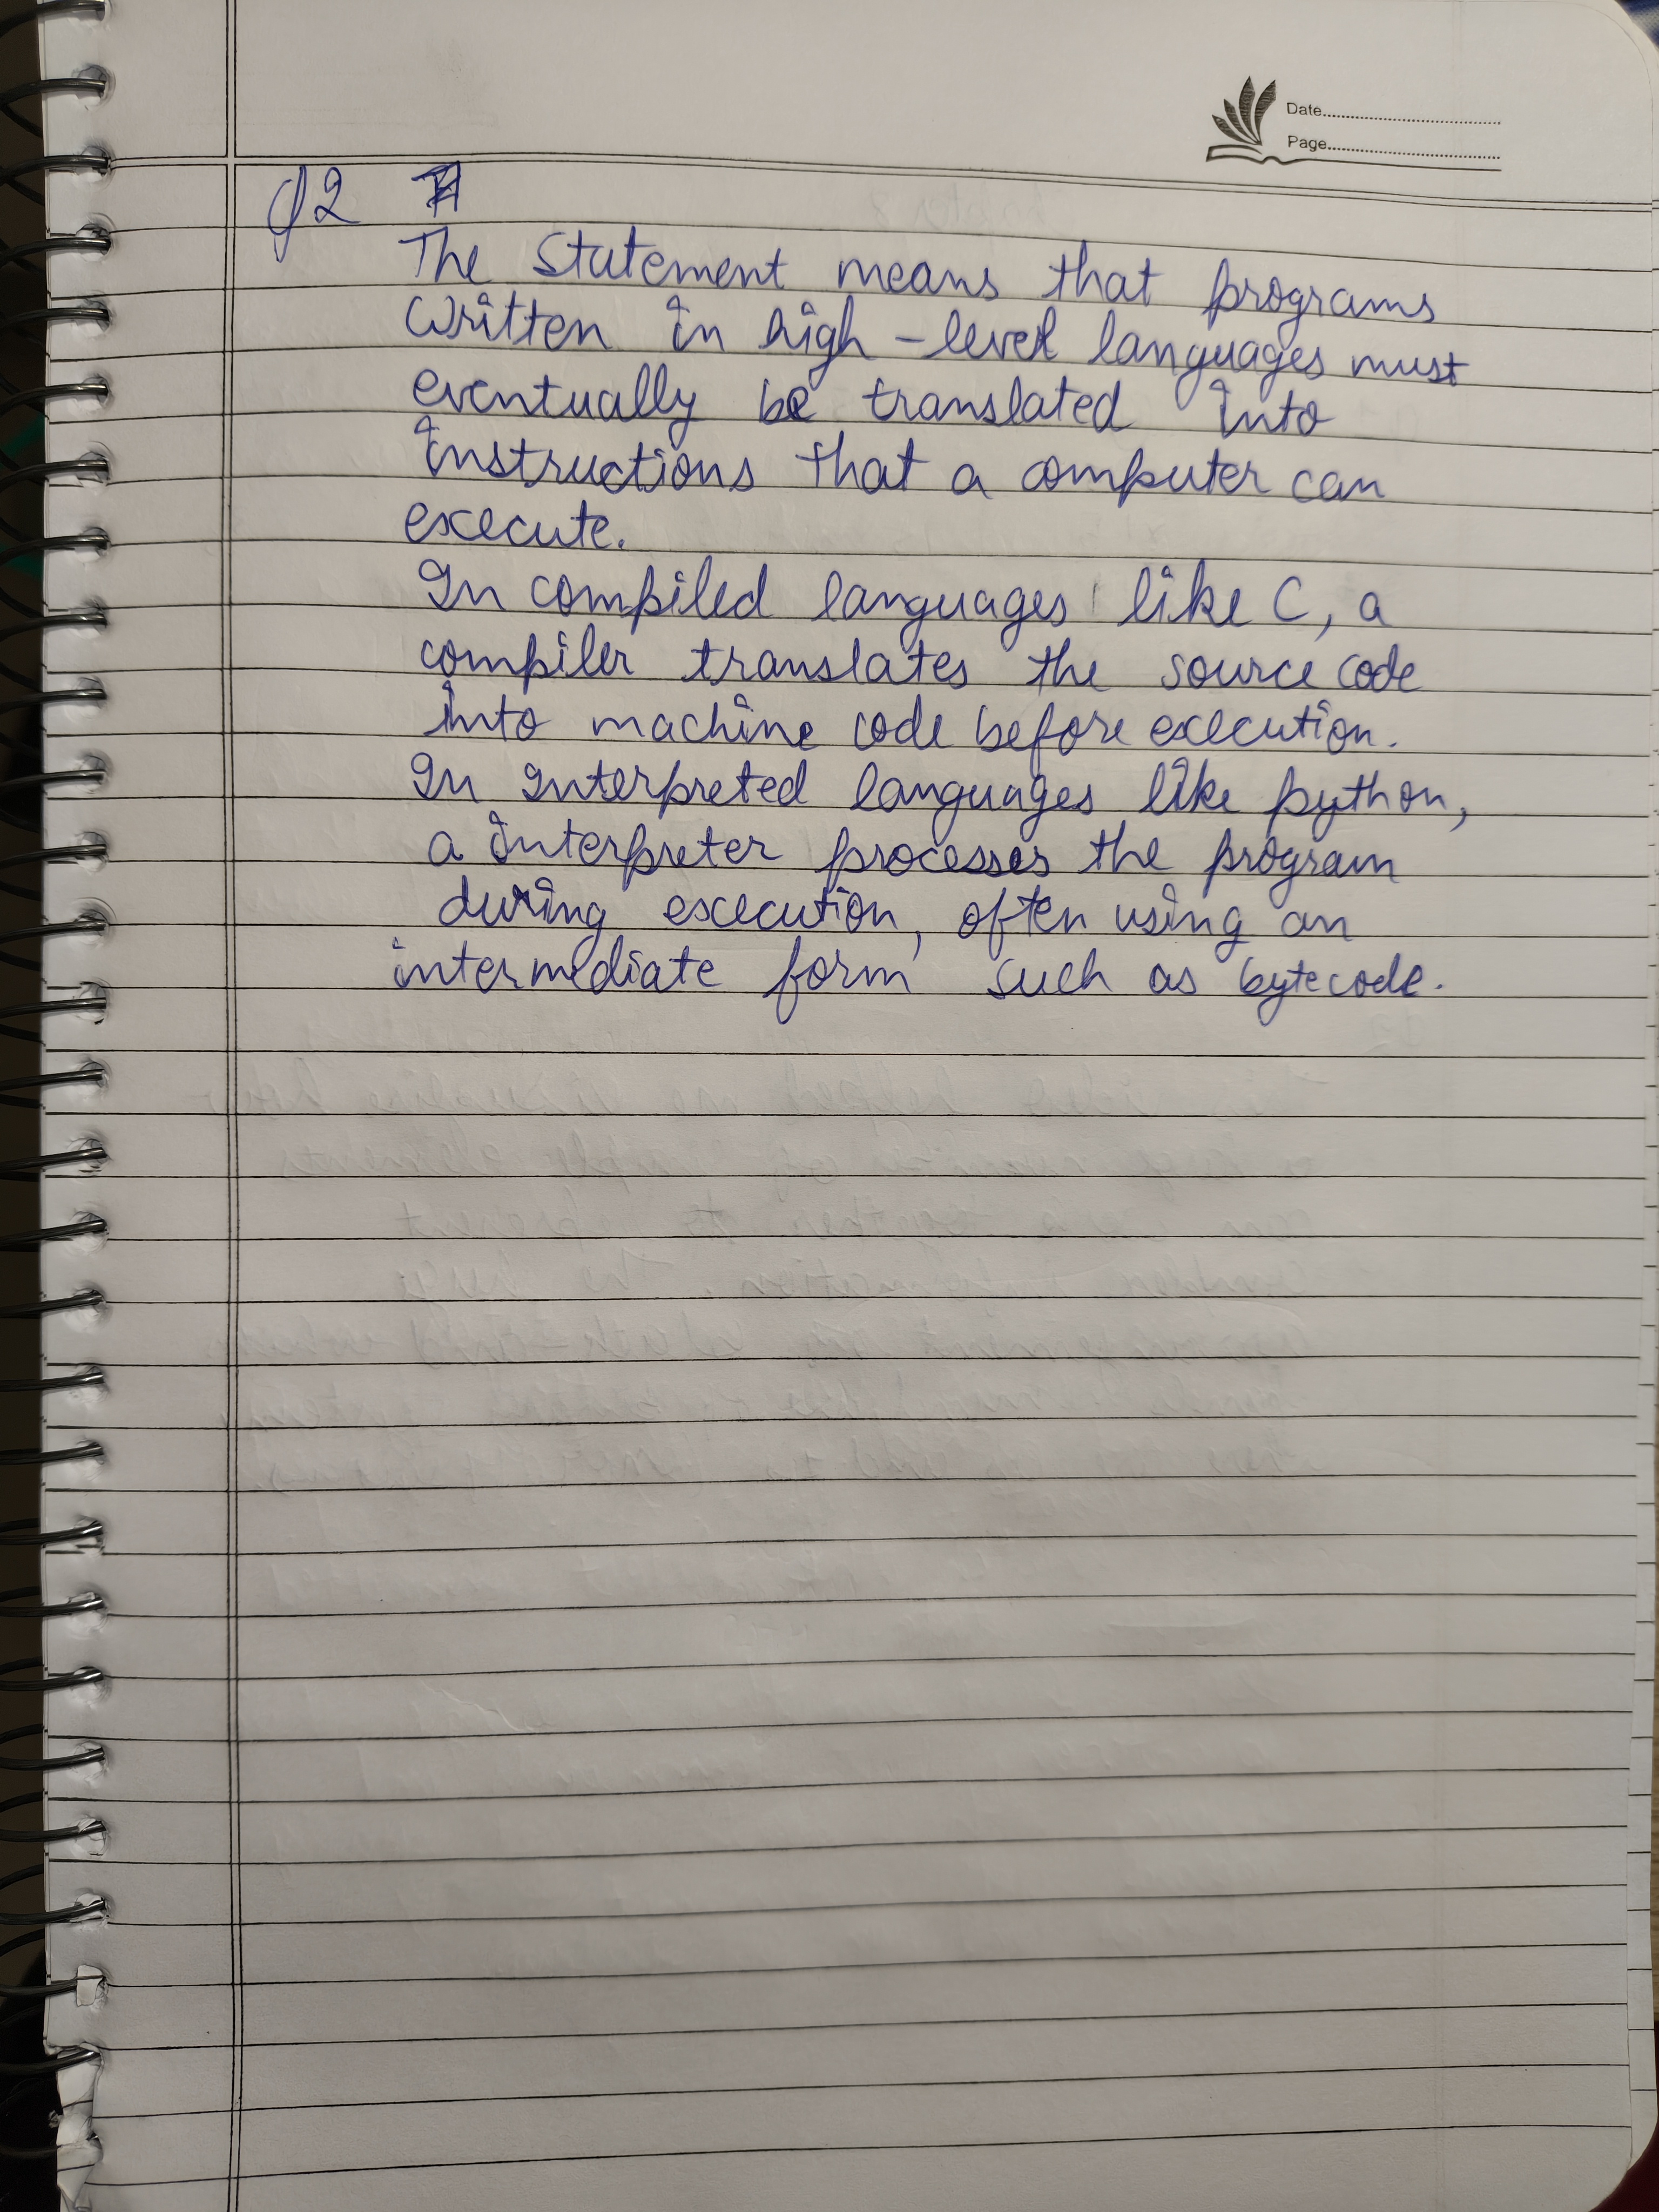 Date
Page
Q2
The Statement means that programs
Written in high-level languages must
eventually be translated into
instructions that a computer can
execute.
In compiled languages like C, a
compiler translates the source code
into machine code before execution.
In Interpreted languages like python,
a interpreter processes the program
during execution, often using an
intermediate form such as bytecode.